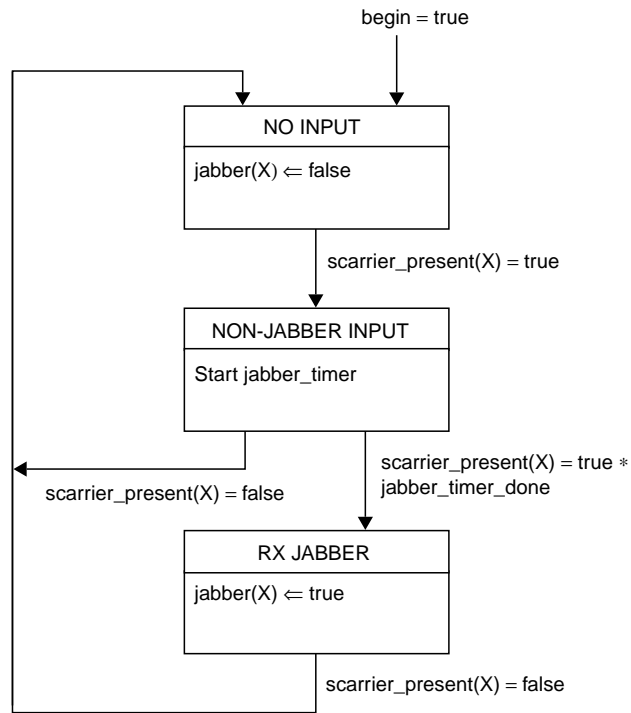 begin = true
NO INPUT
jabber(X) ⇐ false
scarrier_present(X) = true
NON-JABBER INPUT
Start jabber_timer
scarrier_present(X) = true ∗
jabber_timer_done
scarrier_present(X) = false
RX JABBER
jabber(X) ⇐ true
scarrier_present(X) = false